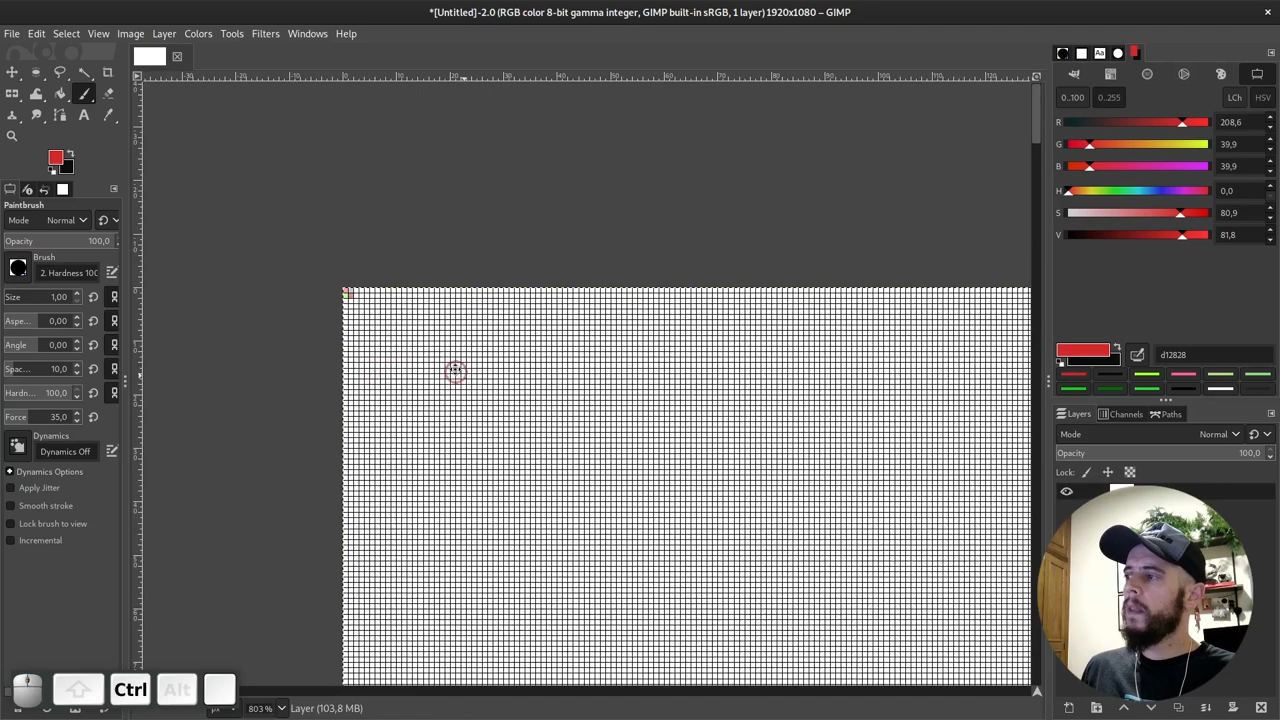 *[Untitled]-2.0 (RGB color 8-bit gamma integer, GIMP built-in sRGB, 1 layer) 1920x1080 – GIMP
File Edit Select View Image Layer Colors Tools Filters Windows Help
Paintbrush
Mode Normal
Opacity 100,0
Brush
2. Hardness 100
Size 1,00
Aspe... 0,00
Angle 0,00
Spac... 10,0
Hardn... 100,0
Force 35,0
Dynamics
Dynamics Off
Dynamics Options
Apply Jitter
Smooth stroke
Lock brush to view
Incremental
Ctrl
Alt
803 %
Layer (103,8 MB)
Aa
0..100 0..255 LCh HSV
R 208,6
G 39,9
B 39,9
H 0,0
S 80,9
V 81,8
d12828
Layers Channels Paths
Mode Normal
Opacity 100,0
Lock: